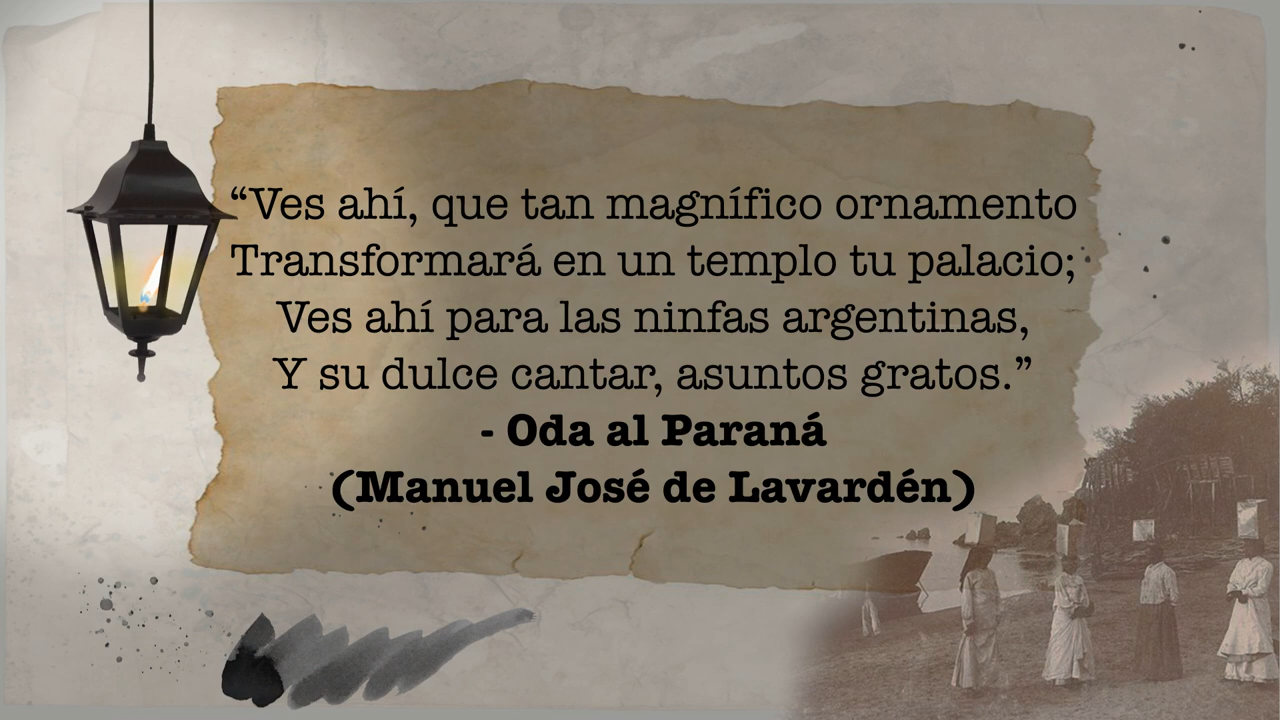 “Ves ahí, que tan magnífico ornamento
Transformará en un templo tu palacio;
Ves ahí para las ninfas argentinas,
Y su dulce cantar, asuntos gratos.”
- Oda al Paraná
(Manuel José de Lavardén)